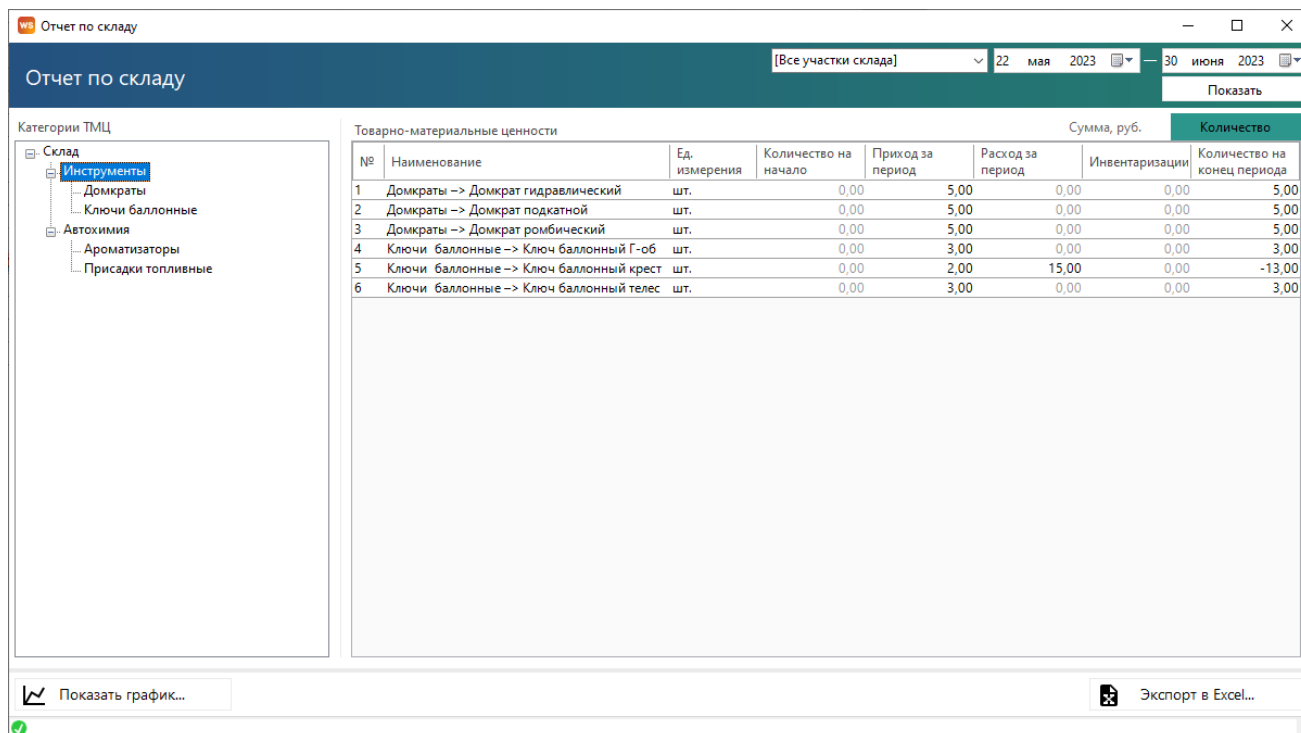 WS Отчет по складу
Отчет по складу
[Все участки склада] 22 мая 2023 — 30 июня 2023
Показать
Категории ТМЦ
Склад
Инструменты
Домкраты
Ключи баллонные
Автохимия
Ароматизаторы
Присадки топливные
Товарно-материальные ценности
Сумма, руб. Количество
№ Наименование Ед. измерения Количество на начало Приход за период Расход за период Инвентаризации Количество на конец периода
1 Домкраты –> Домкрат гидравлический шт. 0,00 5,00 0,00 0,00 5,00
2 Домкраты –> Домкрат подкатной шт. 0,00 5,00 0,00 0,00 5,00
3 Домкраты –> Домкрат ромбический шт. 0,00 5,00 0,00 0,00 5,00
4 Ключи баллонные –> Ключ баллонный Г-об шт. 0,00 3,00 0,00 0,00 3,00
5 Ключи баллонные –> Ключ баллонный крест шт. 0,00 2,00 15,00 0,00 -13,00
6 Ключи баллонные –> Ключ баллонный телес шт. 0,00 3,00 0,00 0,00 3,00
Показать график...
Экспорт в Excel...